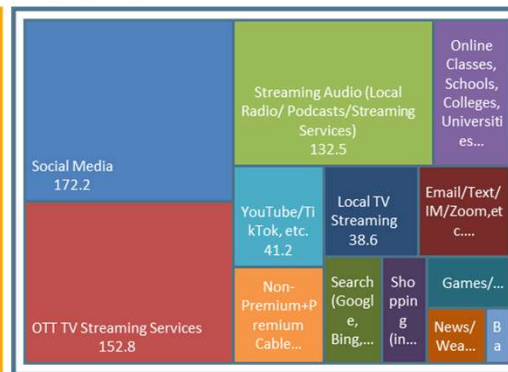 Social Media
172.2
OTT TV Streaming Services
152.8
Streaming Audio (Local
Radio/ Podcasts/Streaming
Services)
132.5
Online
Classes,
Schools,
Colleges,
Universiti
es...
YouTube/Ti
kTok, etc.
41.2
Local TV
Streaming
38.6
Email/Text/
IM/Zoom,et
c....
Non-
Premium+P
remium
Cable...
Search
(Googl
e,
Bing,...
Sho
ppin
g
(in...
Games/...
News/
Wea...
B
a